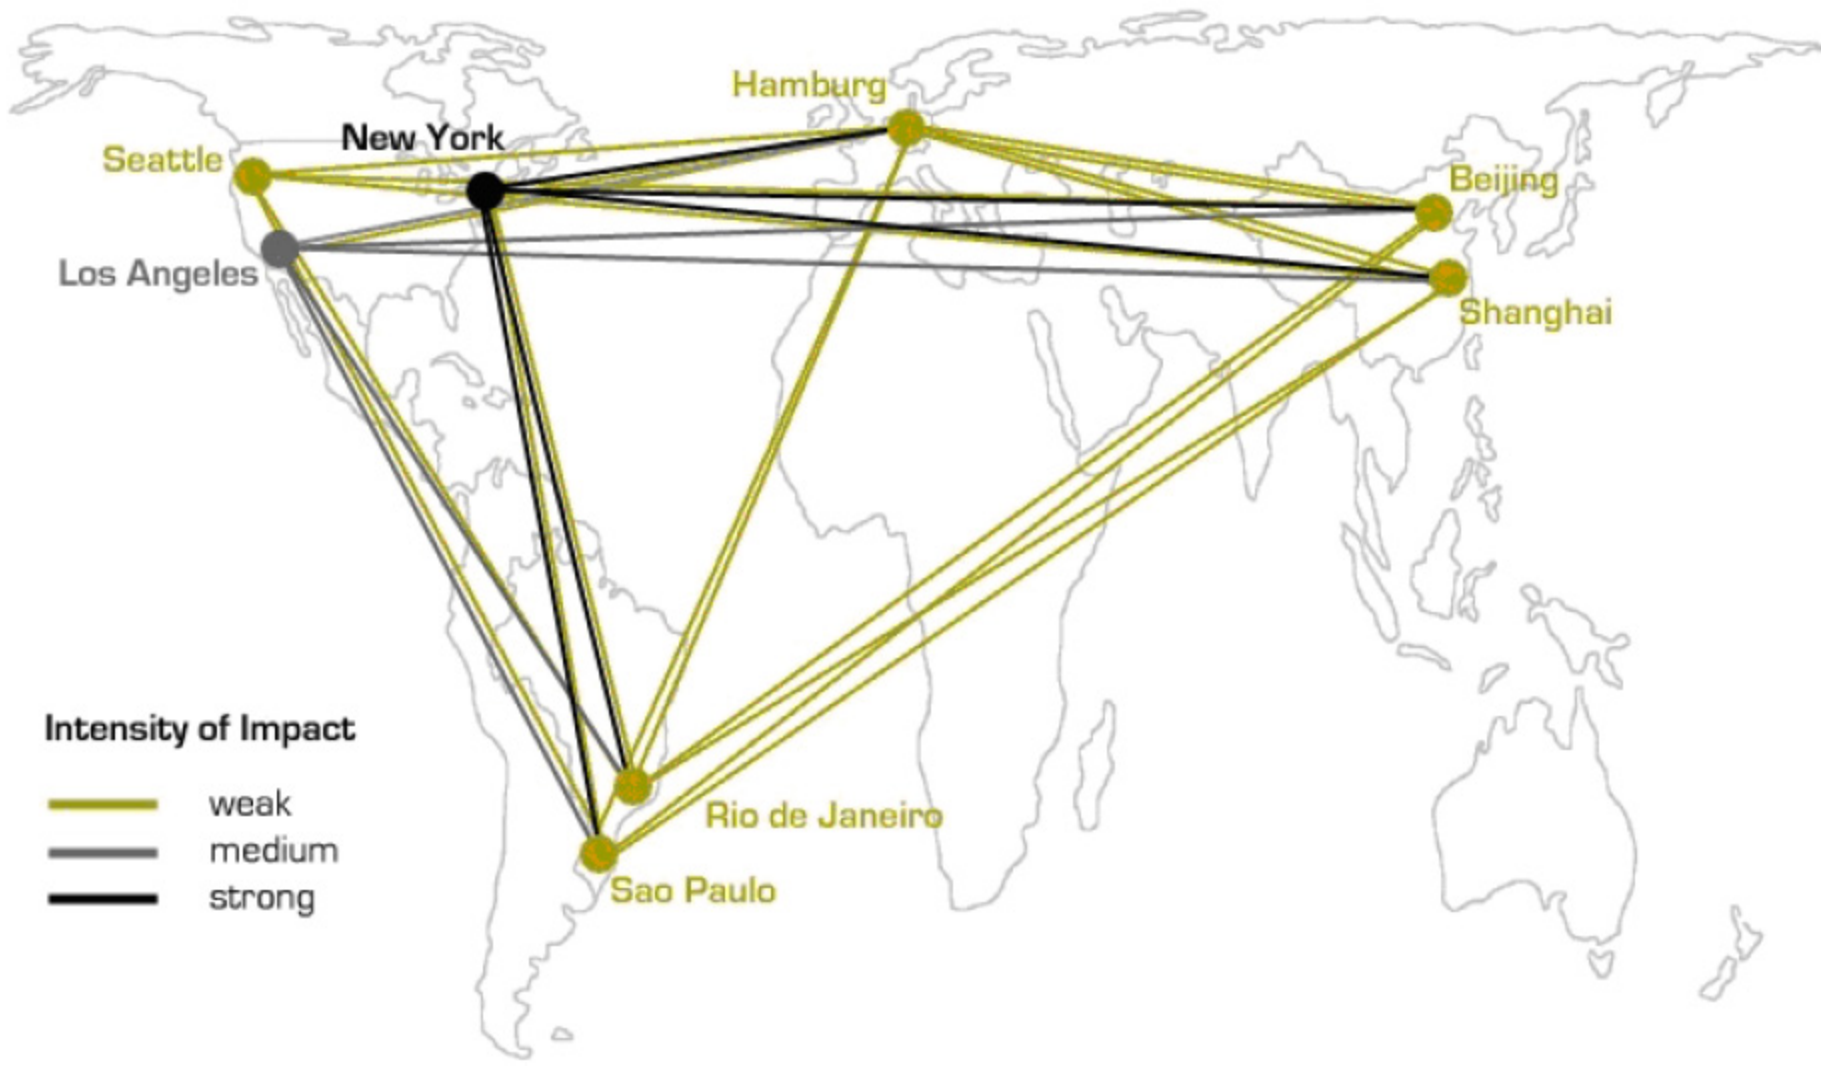 Hamburg
New York
Seattle
Beijing
Los Angeles
Shanghai
Intensity of Impact
weak
medium
strong
Rio de Janeiro
Sao Paulo